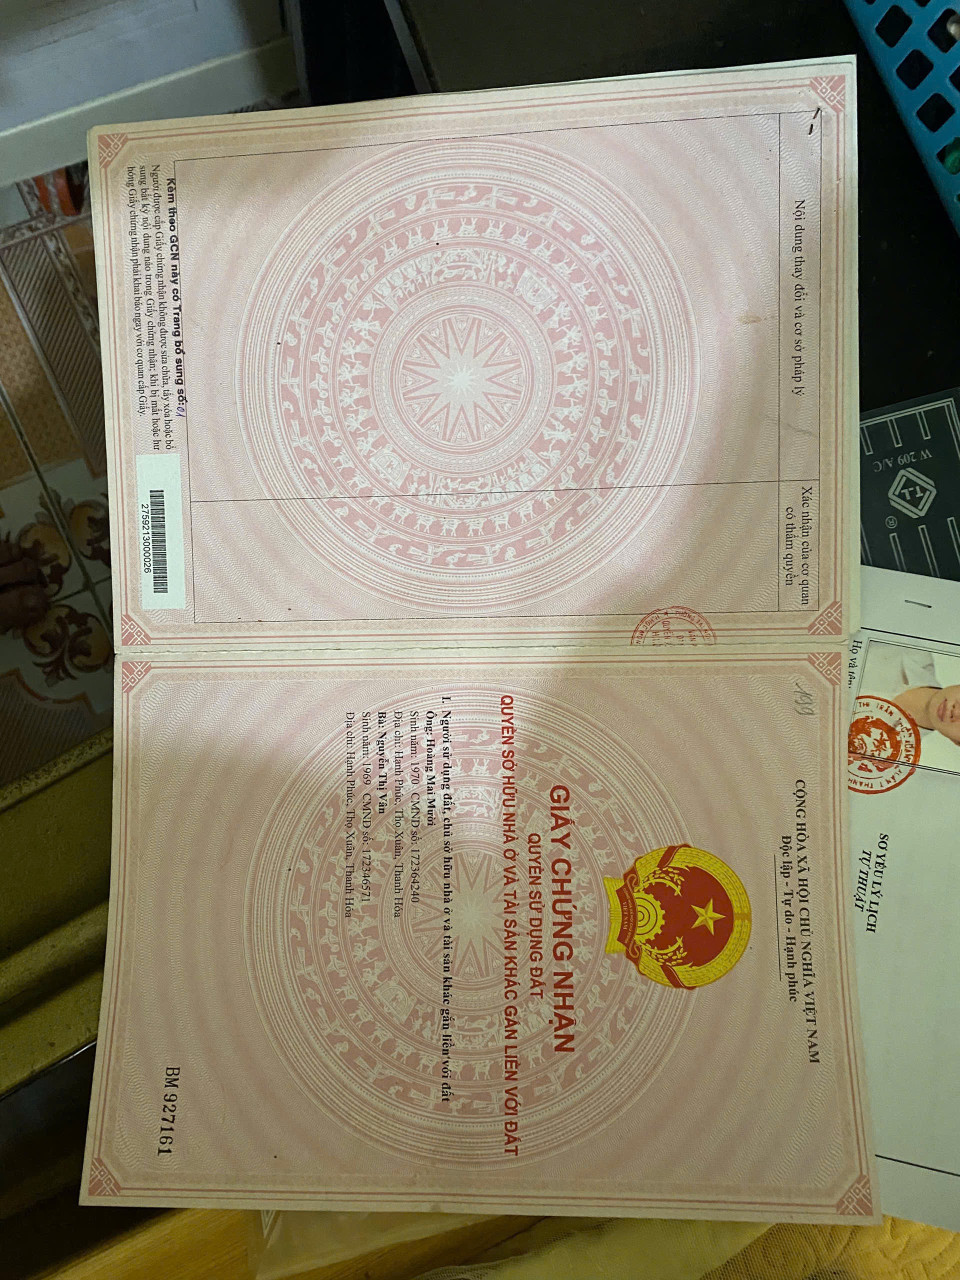 CỘNG HÒA XÃ HỘI CHỦ NGHĨA VIỆT NAM
Độc lập - Tự do - Hạnh phúc
GIẤY CHỨNG NHẬN
QUYỀN SỬ DỤNG ĐẤT
QUYỀN SỞ HỮU NHÀ Ở VÀ TÀI SẢN KHÁC GẮN LIỀN VỚI ĐẤT
I. Người sử dụng đất, chủ sở hữu nhà ở và tài sản khác gắn liền với đất
Ông: Hoàng Mai Mười
Sinh năm: 1970 CMND số: 172364240
Địa chỉ: Hạnh Phúc, Thọ Xuân, Thanh Hóa
Bà: Nguyễn Thị Vân
Sinh năm: 1969 CMND số: 172346571
Địa chỉ: Hạnh Phúc, Thọ Xuân, Thanh Hóa
BM 927161
Nội dung thay đổi và cơ sở pháp lý
Xác nhận của cơ quan
có thẩm quyền
Kèm theo GCN này có Trang bổ sung số: 01
Người được cấp Giấy chứng nhận không được sửa chữa, tẩy xóa hoặc bổ
sung bất kỳ nội dung nào trong Giấy chứng nhận; khi bị mất hoặc hư
hỏng Giấy chứng nhận phải khai báo ngay với cơ quan cấp Giấy.
2759213000026
SƠ YẾU LÝ LỊCH
TỰ THUẬT
Họ và tên
W 209 A/C
T.L
®